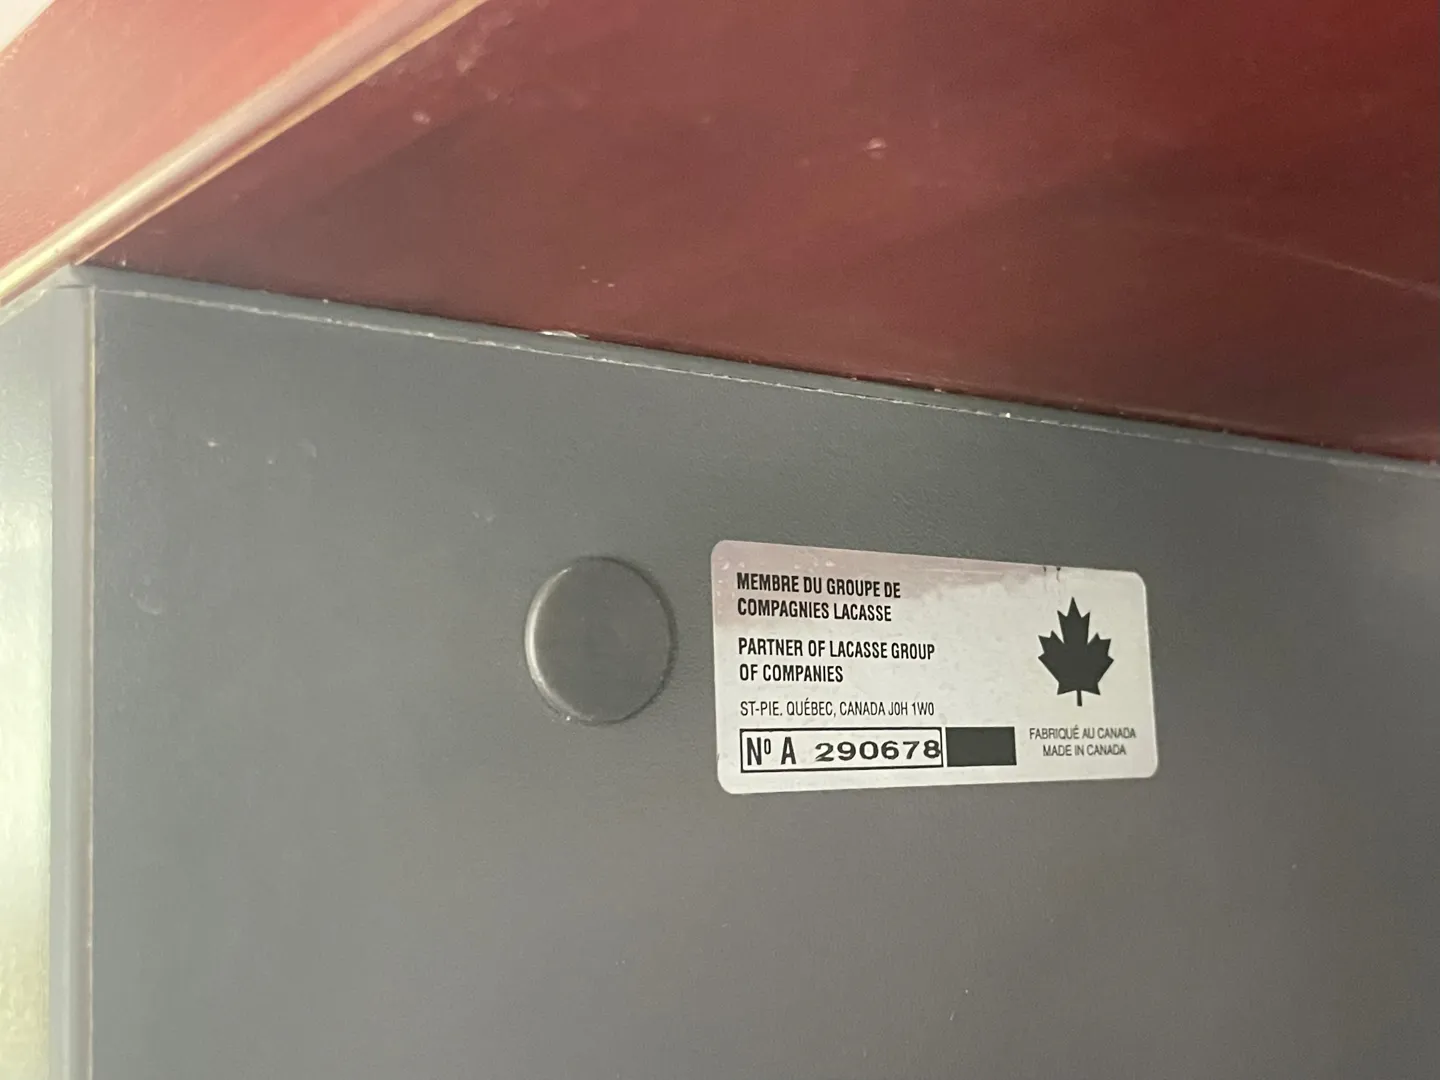 MEMBRE DU GROUPE DE
COMPAGNIES LACASSE
PARTNER OF LACASSE GROUP
OF COMPANIES
ST-PIE, QUÉBEC, CANADA J0H 1W0
Nº A 290678
FABRIQUÉ AU CANADA
MADE IN CANADA